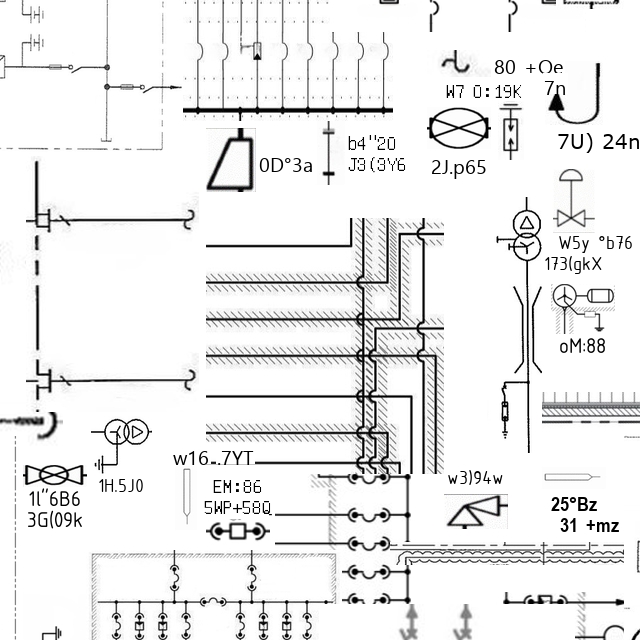 80 +Oe
W7 0:19K
7n
7U) 24n
b4"20
J3(3Y6
0D°3a
2J.p65
W5y °b76
173(gkX
oM:88
w16..7YT
1H.5J0
1l"6B6
3G(09k
EM:86
5WP+58Q
w3)94w
25°Bz
31 +mz